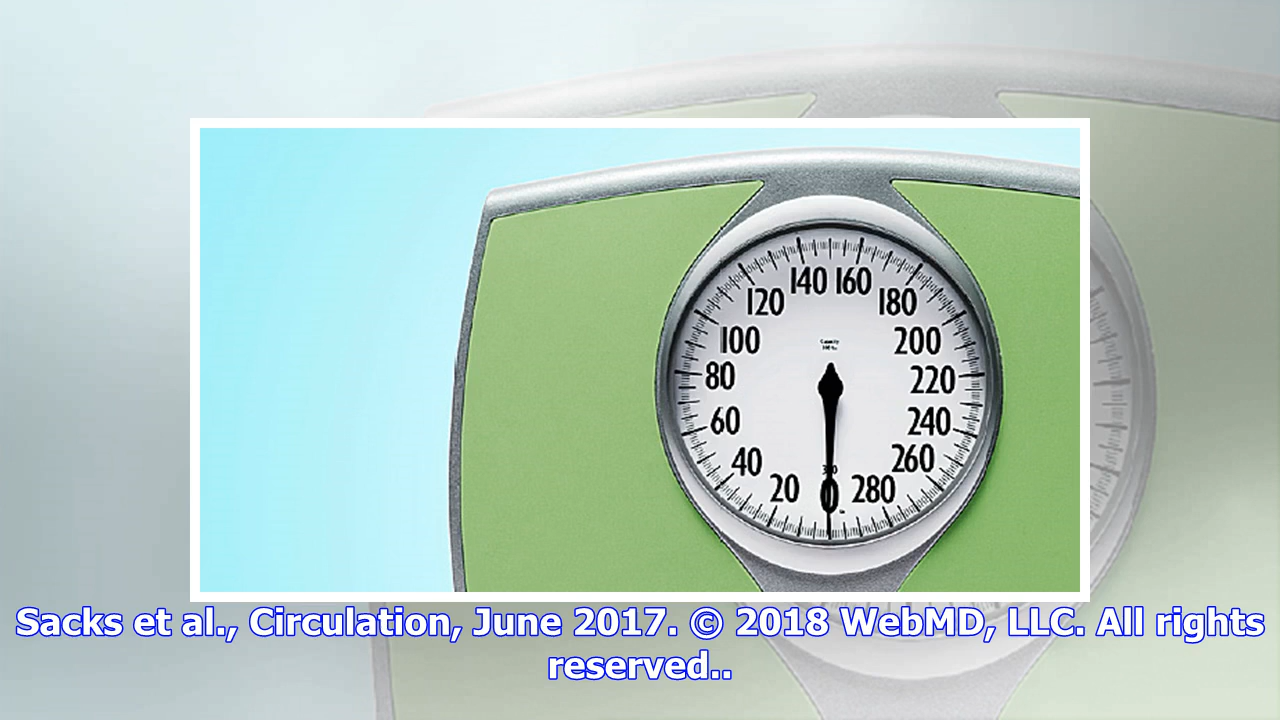 140 160
120 180
100 200
80 220
60 240
40 260
20 0 280
Sacks et al., Circulation, June 2017. © 2018 WebMD, LLC. All rights
reserved..